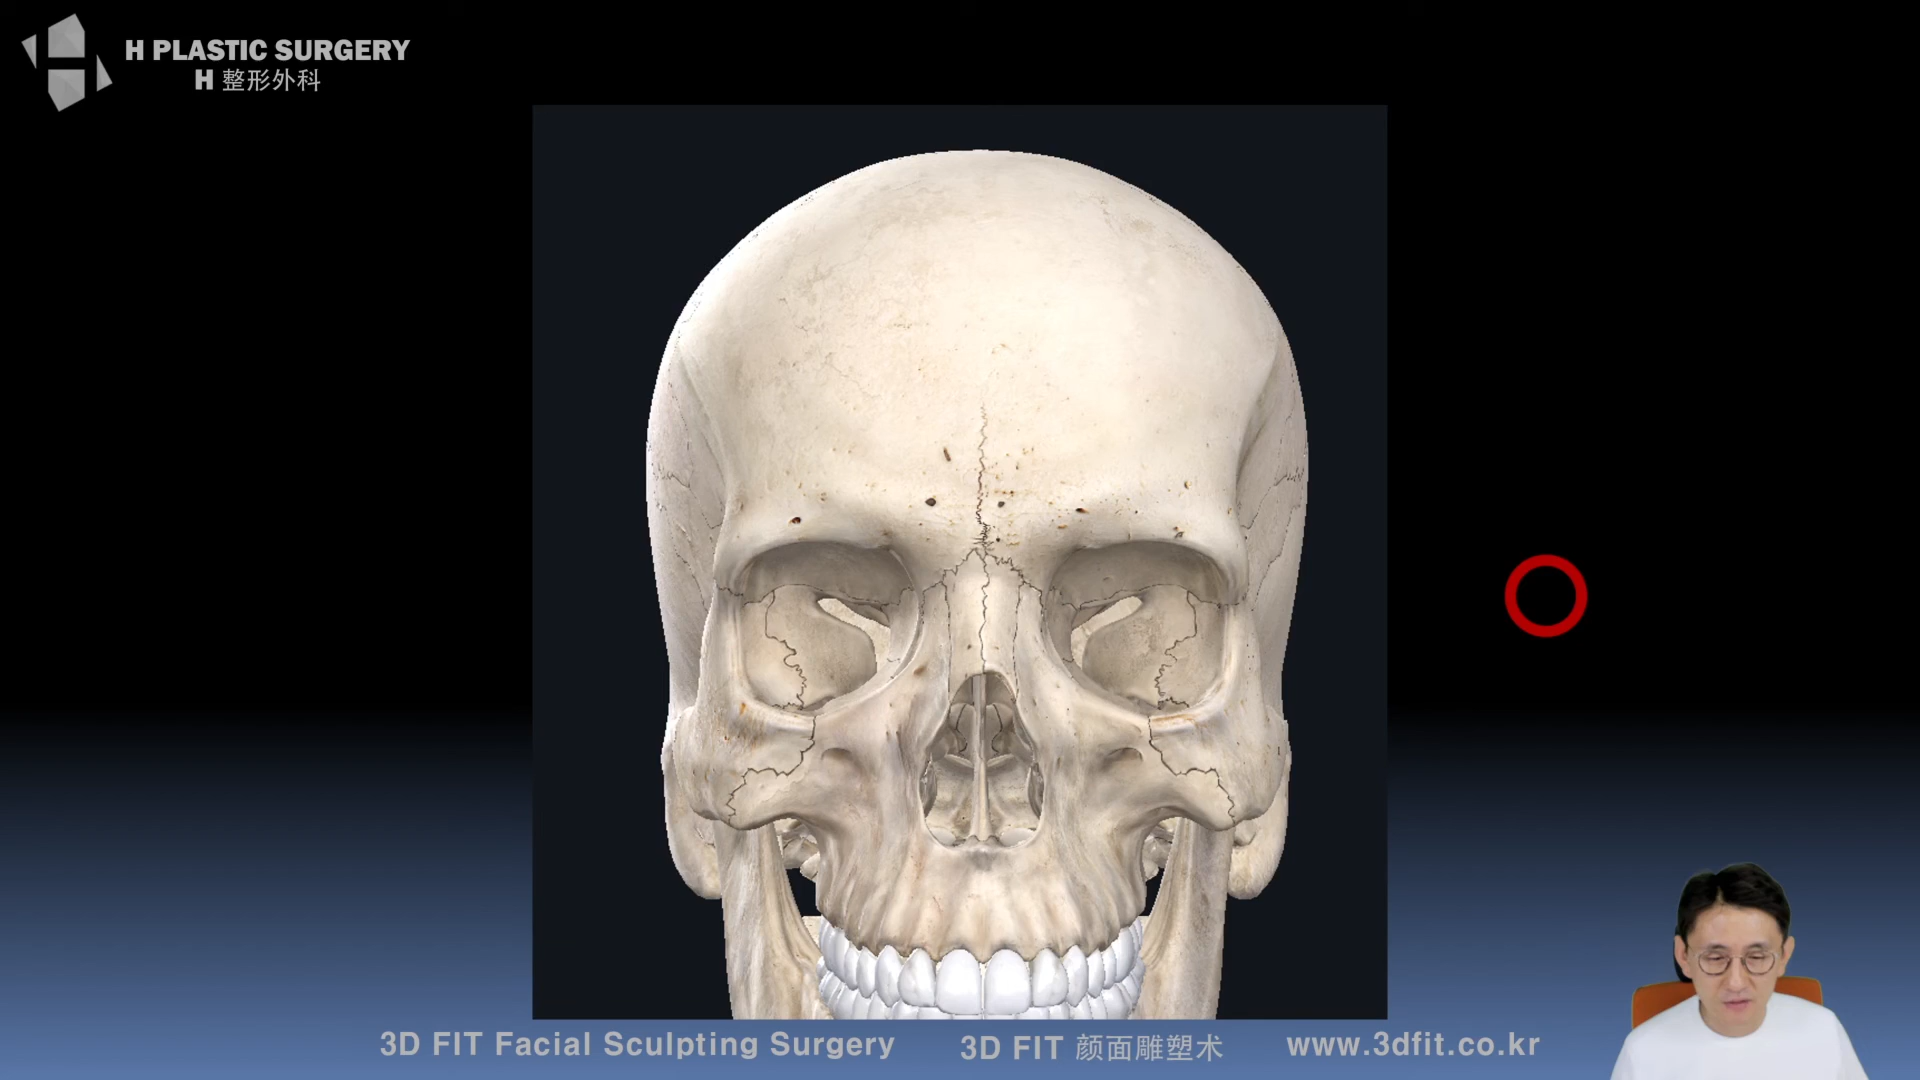 H PLASTIC SURGERY
H 整形外科
3D FIT Facial Sculpting Surgery 3D FIT 颜面雕塑术 www.3dfit.co.kr